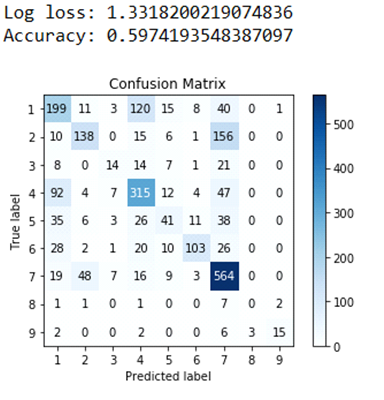 Log loss: 1.3318200219074836
Accuracy: 0.5974193548387097
Confusion Matrix
1 199 11 3 120 15 8 40 0 1
2 10 138 0 15 6 1 156 0 0
3 8 0 14 14 7 1 21 0 0
4 92 4 7 315 12 4 47 0 0
5 35 6 3 26 41 11 38 0 0
6 28 2 1 20 10 103 26 0 0
7 19 48 7 16 9 3 564 0 0
8 1 1 0 1 0 0 7 0 2
9 2 0 0 2 0 0 6 3 15
1 2 3 4 5 6 7 8 9
True label
Predicted label
500
400
300
200
100
0